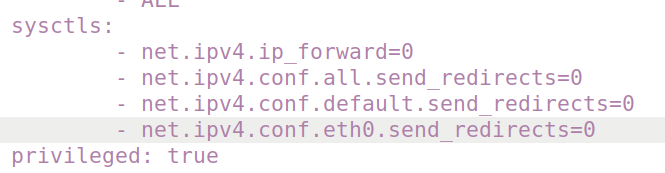 - ALL
sysctls:
- net.ipv4.ip_forward=0
- net.ipv4.conf.all.send_redirects=0
- net.ipv4.conf.default.send_redirects=0
- net.ipv4.conf.eth0.send_redirects=0
privileged: true